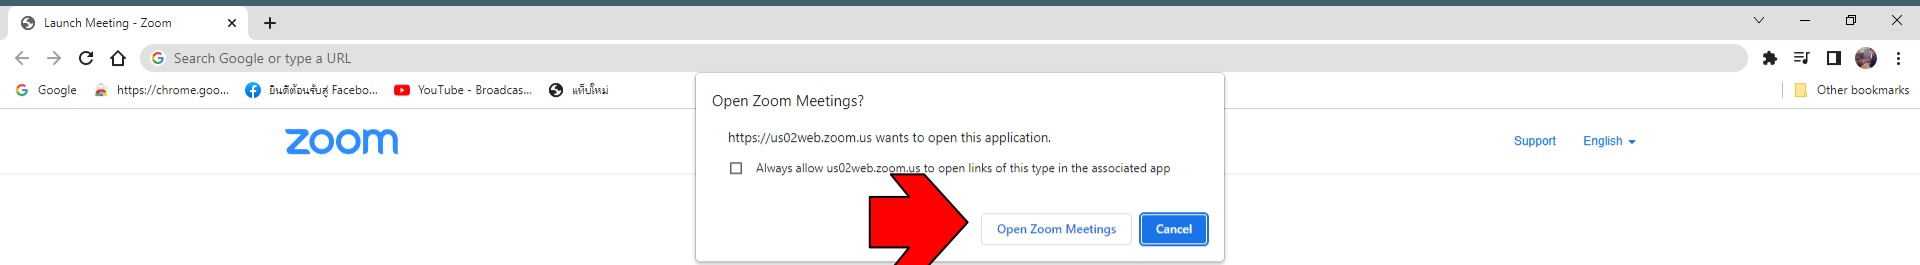 Launch Meeting - Zoom
Search Google or type a URL
Google https://chrome.goo... ยินดีต้อนรับสู่ Facebo... YouTube - Broadcas... แท็บใหม่ Other bookmarks
Open Zoom Meetings?
https://us02web.zoom.us wants to open this application.
Always allow us02web.zoom.us to open links of this type in the associated app
Open Zoom Meetings Cancel
zoom
Support English